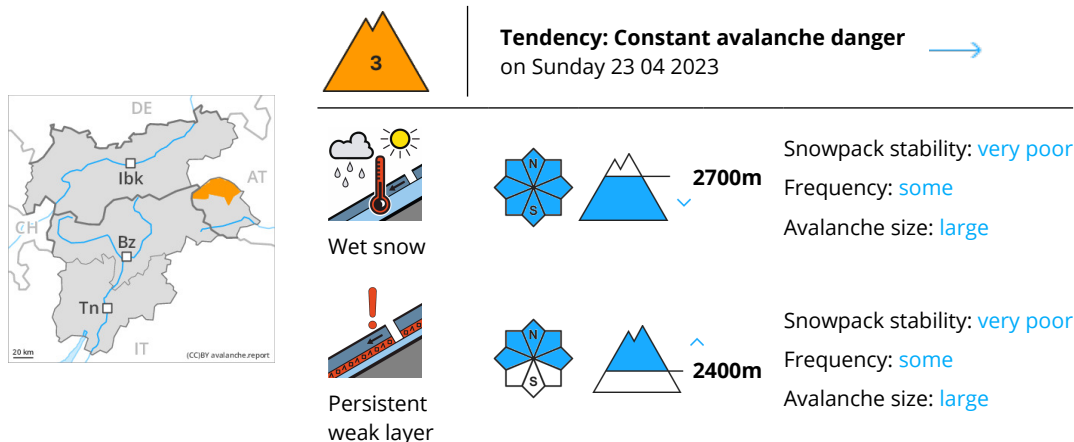 3
Tendency: Constant avalanche danger
on Sunday 23 04 2023
DE
AT
Ibk
CH
Bz
Tn
IT
20 km
(CC)BY avalanche.report
Wet snow
N
S
2700m
Snowpack stability: very poor
Frequency: some
Avalanche size: large
Persistent
weak layer
N
S
2400m
Snowpack stability: very poor
Frequency: some
Avalanche size: large